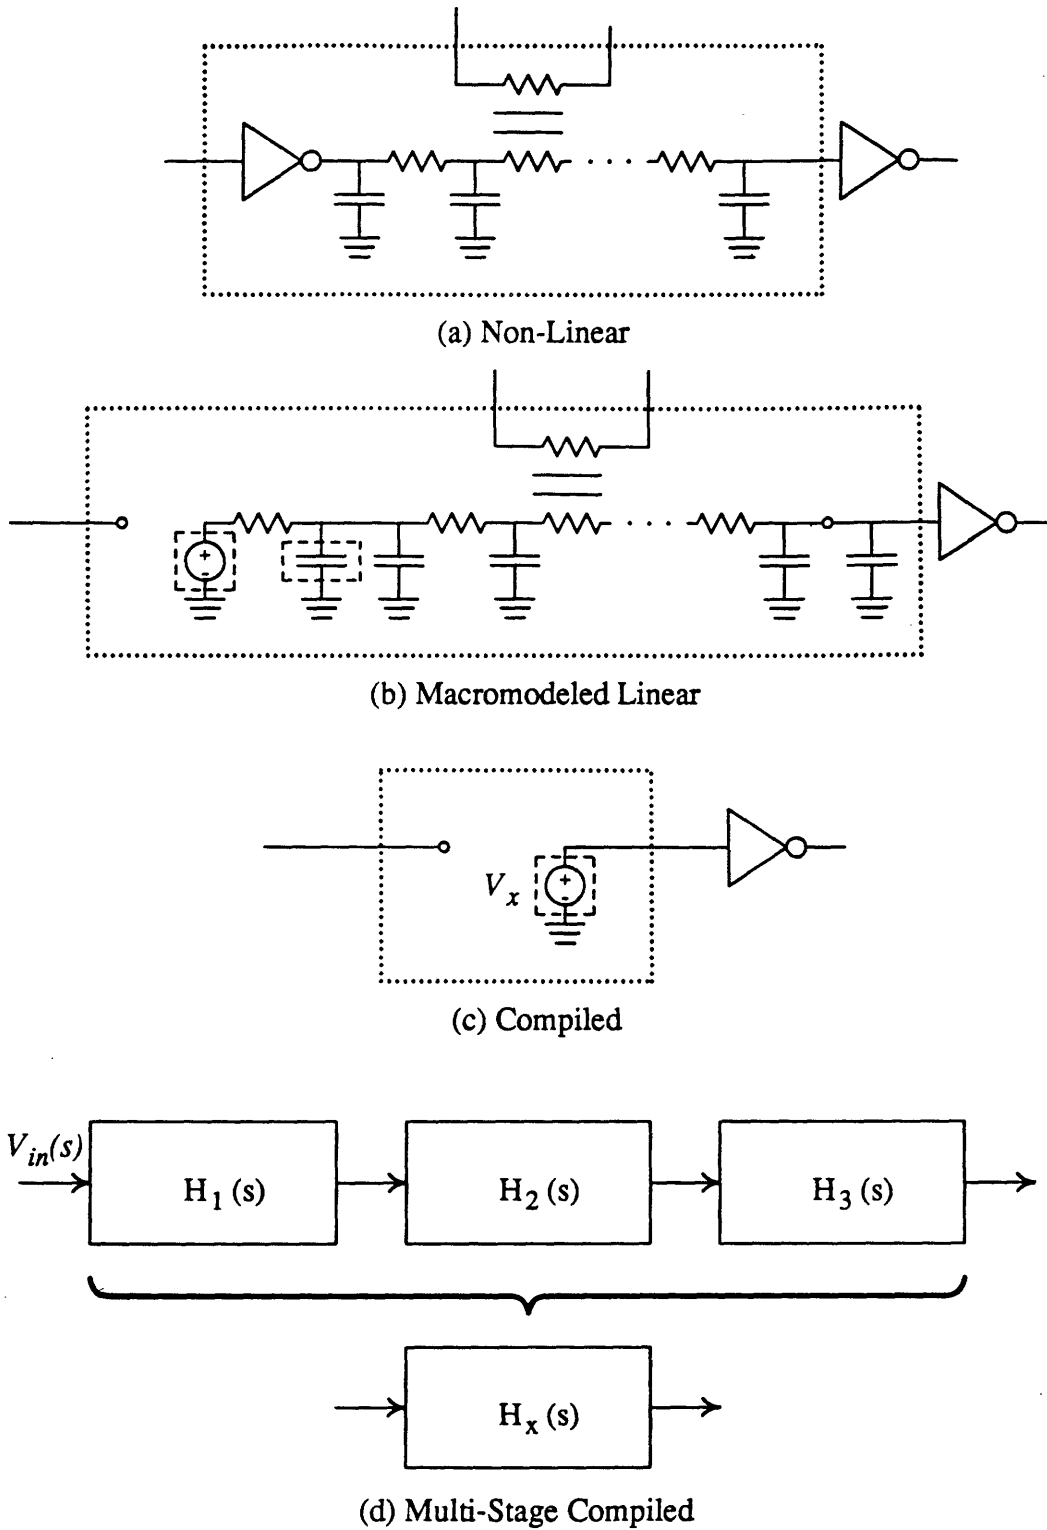 (a) Non-Linear
+
-
(b) Macromodeled Linear
V_x
+
-
(c) Compiled
V_in(s)
H_1 (s)
H_2 (s)
H_3 (s)
H_x (s)
(d) Multi-Stage Compiled